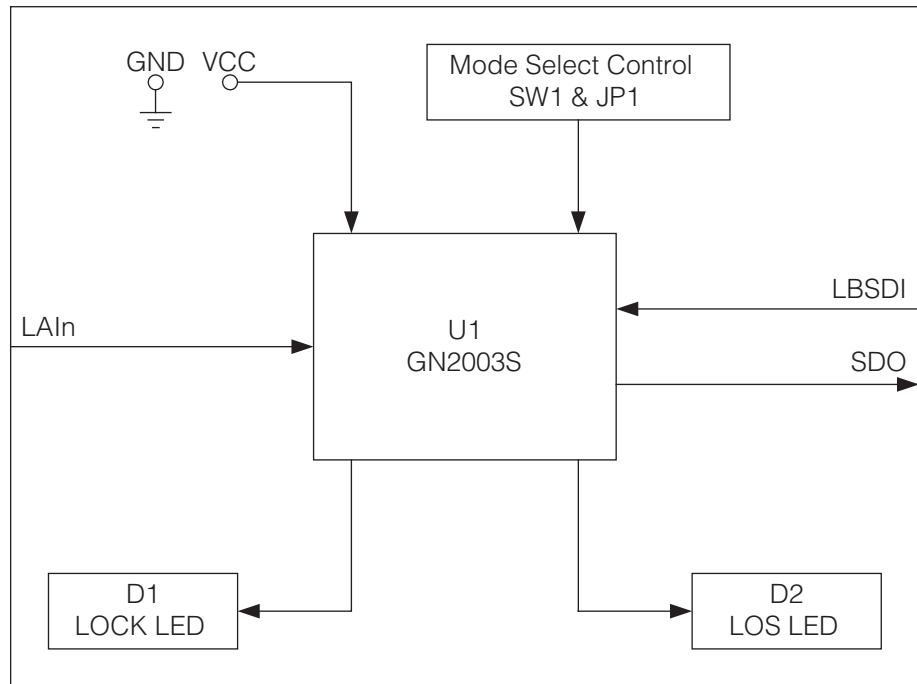 GND VCC
Mode Select Control
SW1 & JP1
LBSDI
LAIn
U1
GN2003S
SDO
D1
LOCK LED
D2
LOS LED